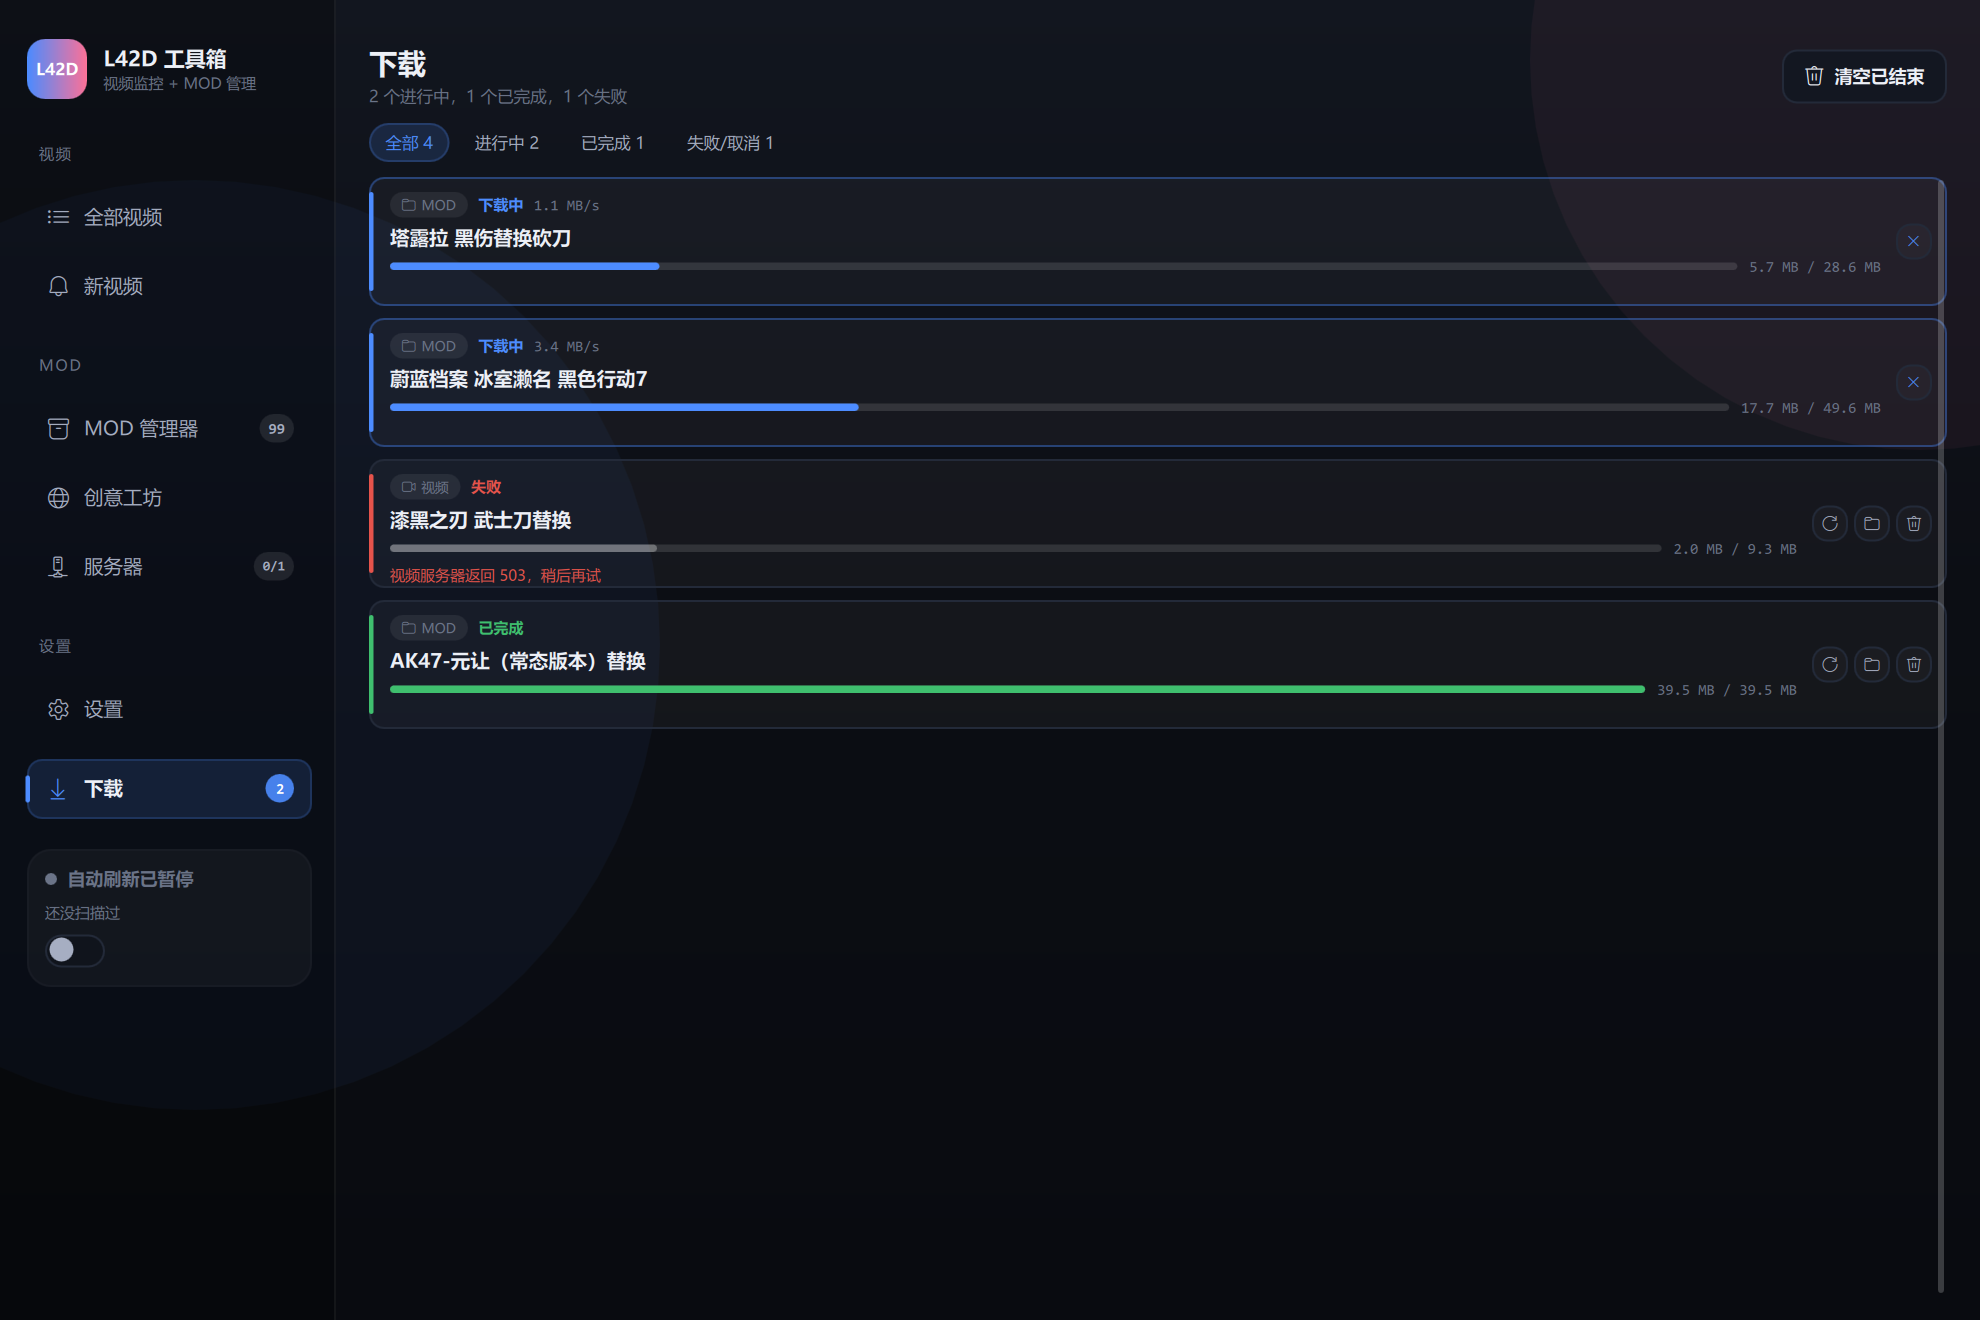 L42D
L42D 工具箱
视频监控 + MOD 管理
视频
全部视频
新视频
MOD
MOD 管理器 99
创意工坊
服务器 0/1
设置
设置
下载 2
自动刷新已暂停
还没扫描过
下载
2 个进行中，1 个已完成，1 个失败
清空已结束
全部 4 进行中 2 已完成 1 失败/取消 1
MOD 下载中 1.1 MB/s
塔露拉 黑伤替换砍刀
5.7 MB / 28.6 MB
MOD 下载中 3.4 MB/s
蔚蓝档案 冰室濑名 黑色行动7
17.7 MB / 49.6 MB
视频 失败
漆黑之刃 武士刀替换
2.0 MB / 9.3 MB
视频服务器返回 503，稍后再试
MOD 已完成
AK47-元让（常态版本）替换
39.5 MB / 39.5 MB